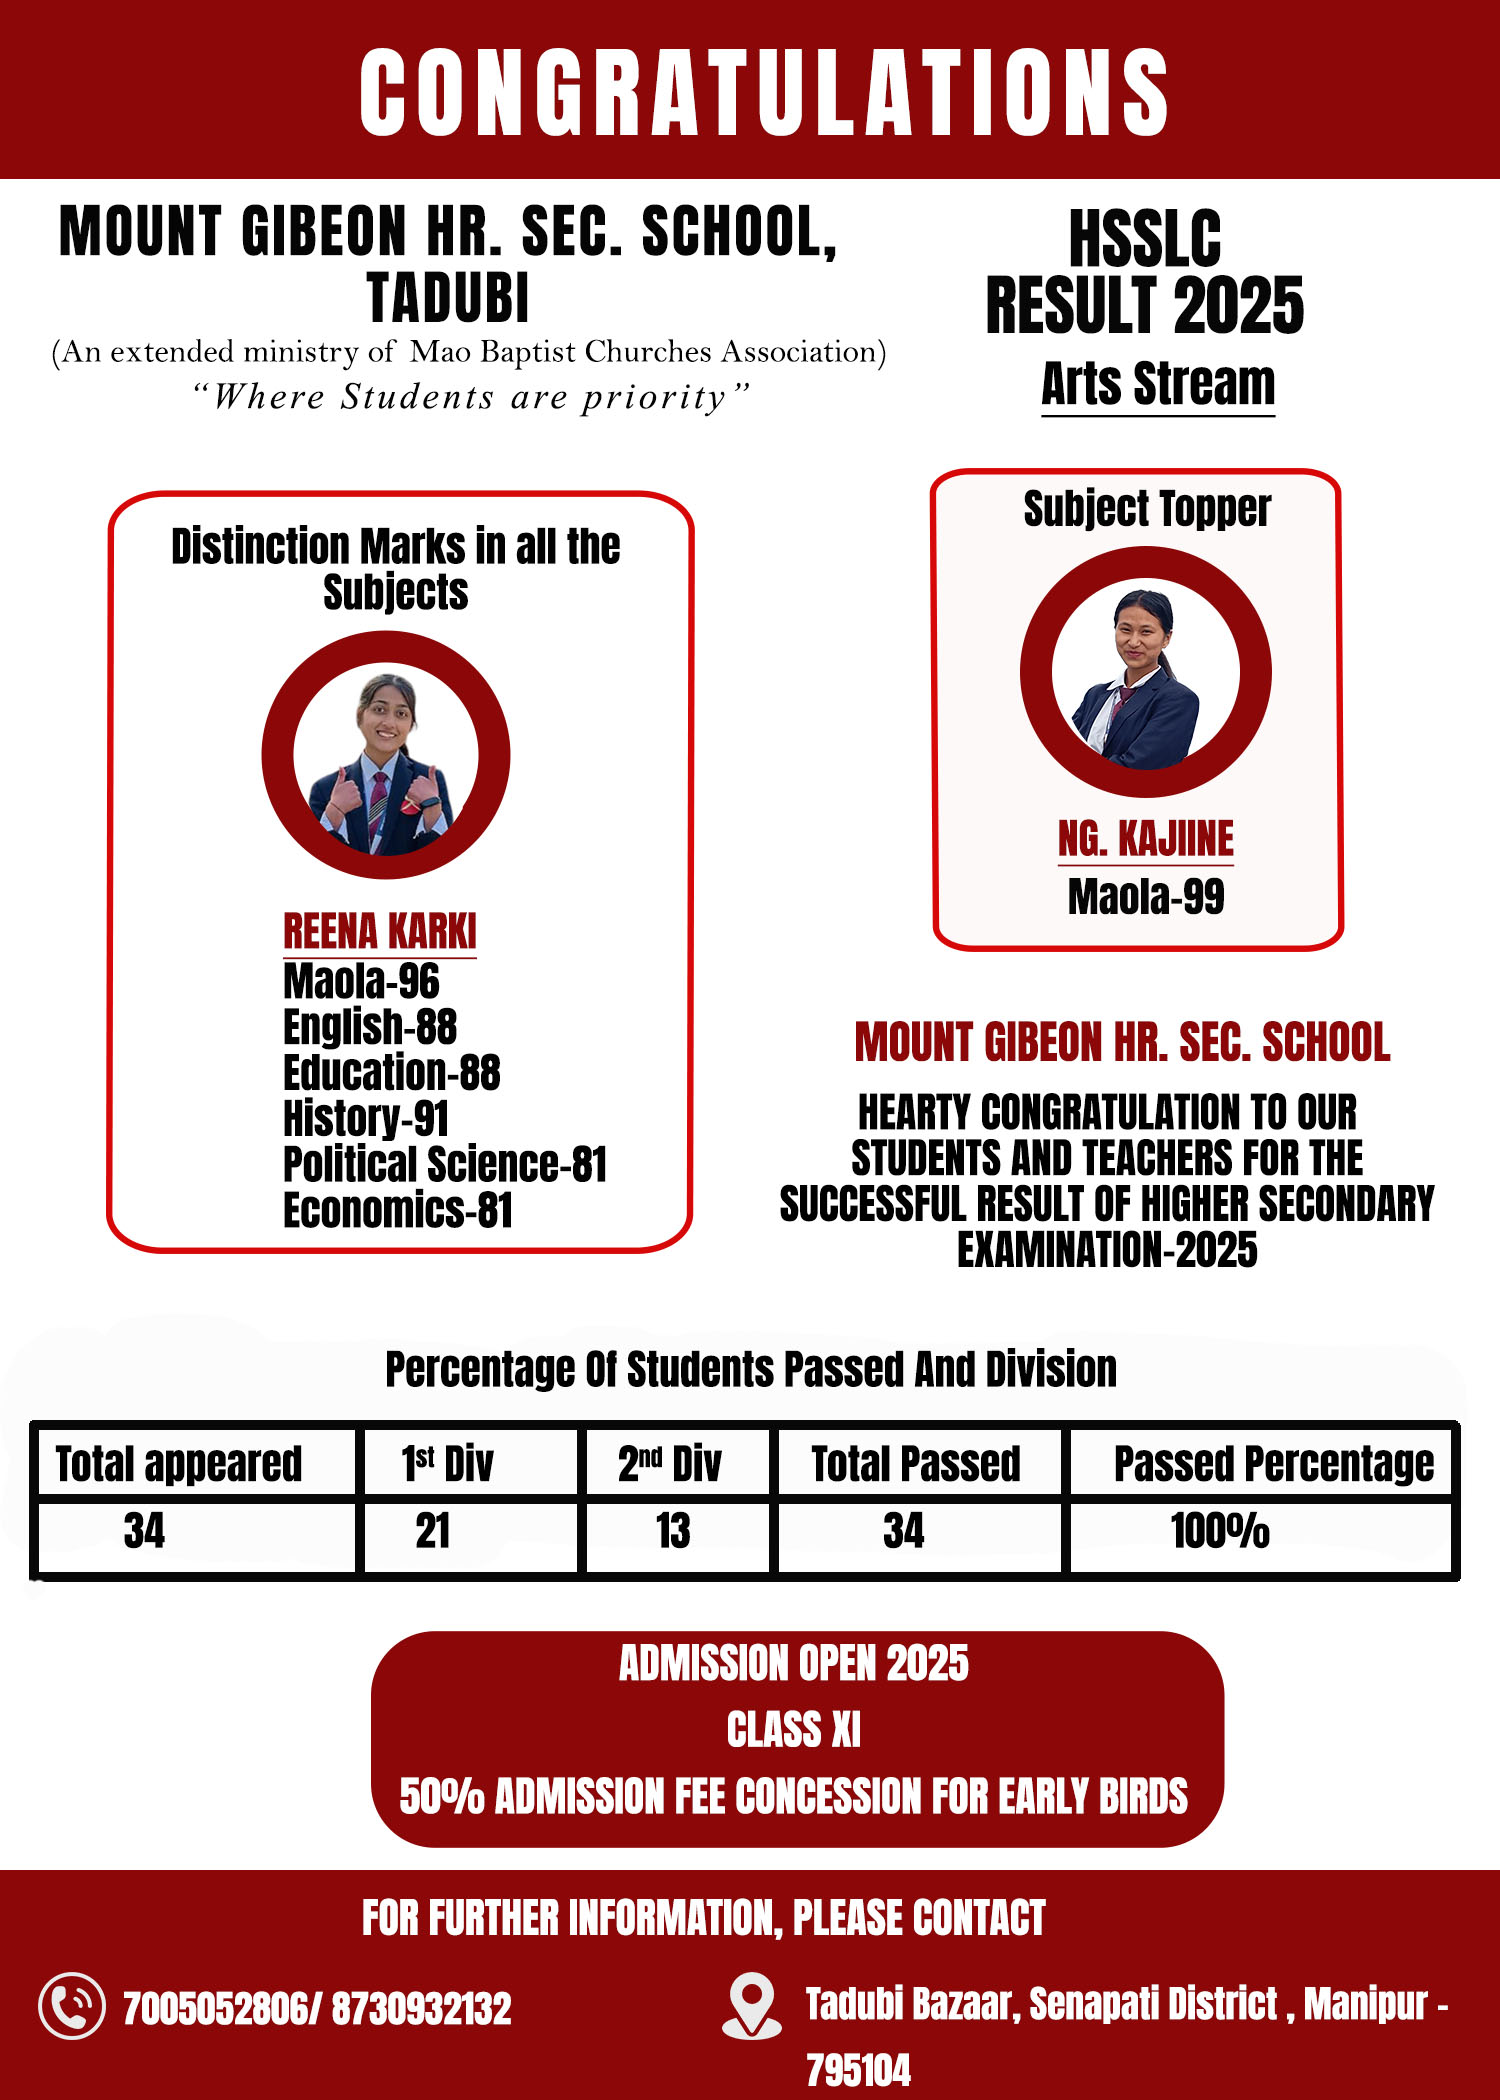 CONGRATULATIONS
MOUNT GIBEON HR. SEC. SCHOOL,
TADUBI
(An extended ministry of Mao Baptist Churches Association)
“Where Students are priority”
HSSLC
RESULT 2025
Arts Stream
Distinction Marks in all the
Subjects
REENA KARKI
Maola-96
English-88
Education-88
History-91
Political Science-81
Economics-81
Subject Topper
NG. KAJIINE
Maola-99
MOUNT GIBEON HR. SEC. SCHOOL
HEARTY CONGRATULATION TO OUR
STUDENTS AND TEACHERS FOR THE
SUCCESSFUL RESULT OF HIGHER SECONDARY
EXAMINATION-2025
Percentage Of Students Passed And Division
Total appeared 1st Div 2nd Div Total Passed Passed Percentage
34 21 13 34 100%
ADMISSION OPEN 2025
CLASS XI
50% ADMISSION FEE CONCESSION FOR EARLY BIRDS
FOR FURTHER INFORMATION, PLEASE CONTACT
7005052806/ 8730932132
Tadubi Bazaar, Senapati District , Manipur -
795104